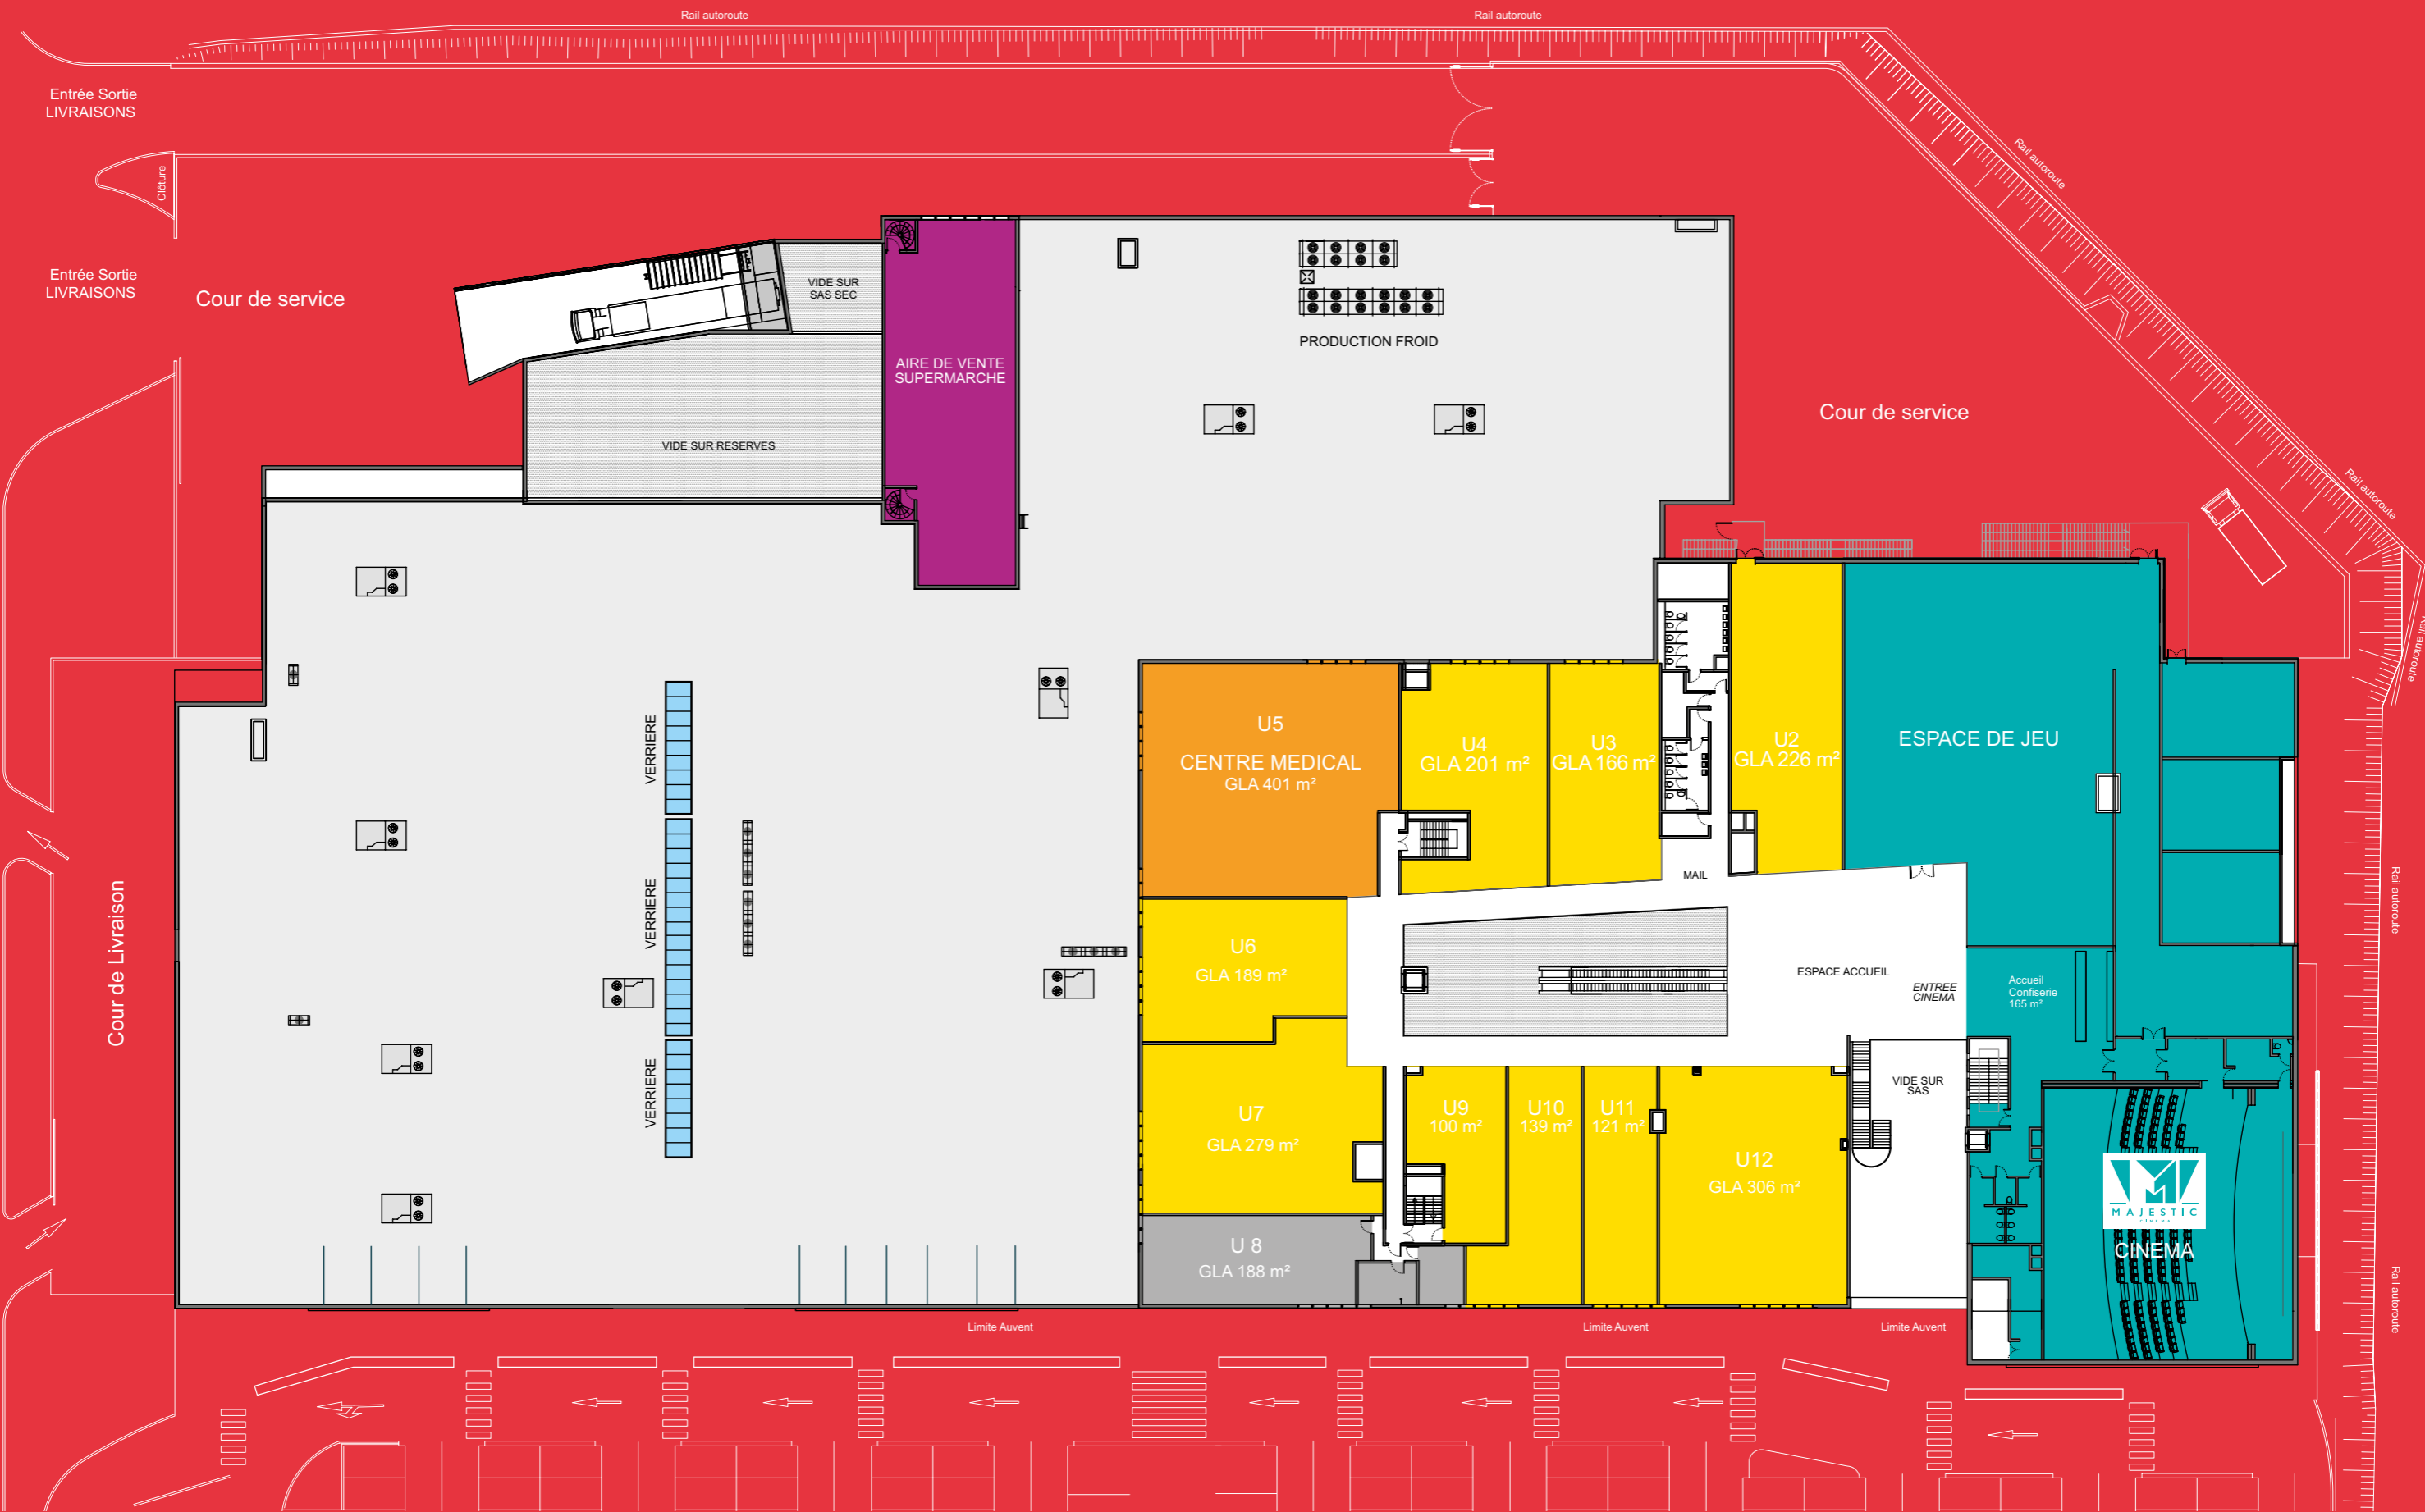 Rail autoroute
Rail autoroute
Entrée Sortie
LIVRAISONS
Clôture
Rail autoroute
Entrée Sortie
LIVRAISONS
Cour de service
VIDE SUR
SAS SEC
AIRE DE VENTE
SUPERMARCHE
PRODUCTION FROID
Cour de service
VIDE SUR RESERVES
Rail autoroute
Rail autoroute
VERRIERE
U5
CENTRE MEDICAL
GLA 401 m²
U4
GLA 201 m²
U3
GLA 166 m²
U2
GLA 226 m²
ESPACE DE JEU
MAIL
Rail autoroute
Cour de Livraison
VERRIERE
U6
GLA 189 m²
ESPACE ACCUEIL
ENTREE
CINEMA
Accueil
Confiserie
165 m²
VERRIERE
U7
GLA 279 m²
U9
100 m²
U10
139 m²
U11
121 m²
U12
GLA 306 m²
VIDE SUR
SAS
MAJESTIC
CINEMA
CINEMA
U 8
GLA 188 m²
Rail autoroute
Limite Auvent
Limite Auvent
Limite Auvent